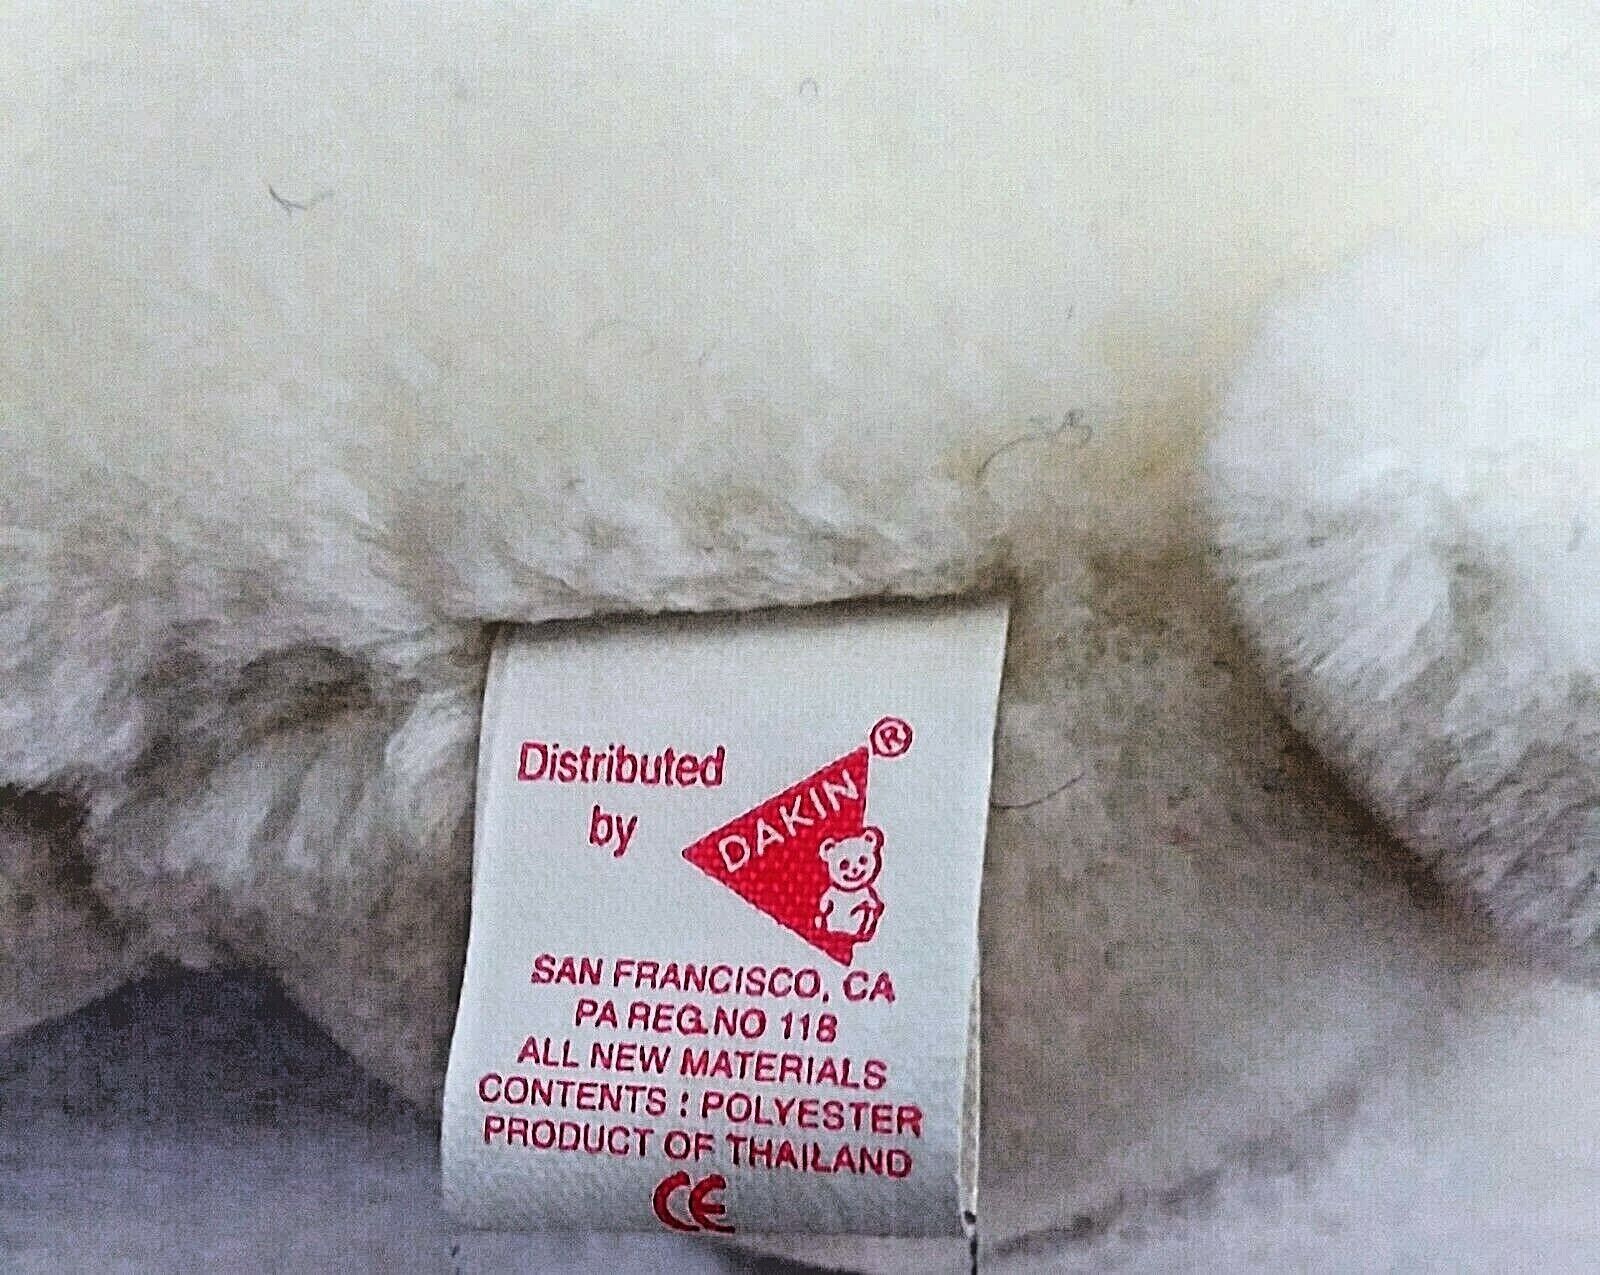 Distributed
by
DAKIN®
SAN FRANCISCO, CA
PA REG.NO 118
ALL NEW MATERIALS
CONTENTS : POLYESTER
PRODUCT OF THAILAND
CE